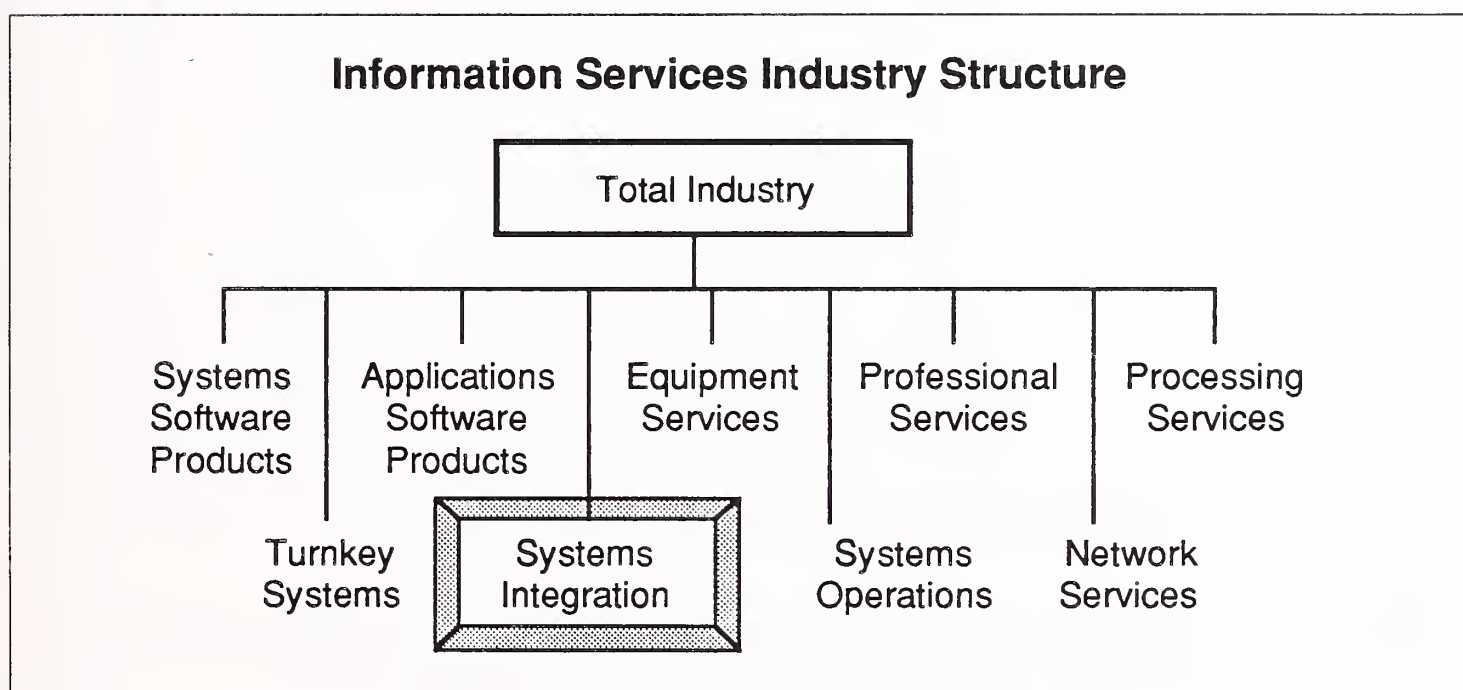 Information Services Industry Structure
Total Industry
Systems
Software
Products
Applications
Software
Products
Equipment
Services
Professional
Services
Processing
Services
Turnkey
Systems
Systems
Integration
Systems
Operations
Network
Services